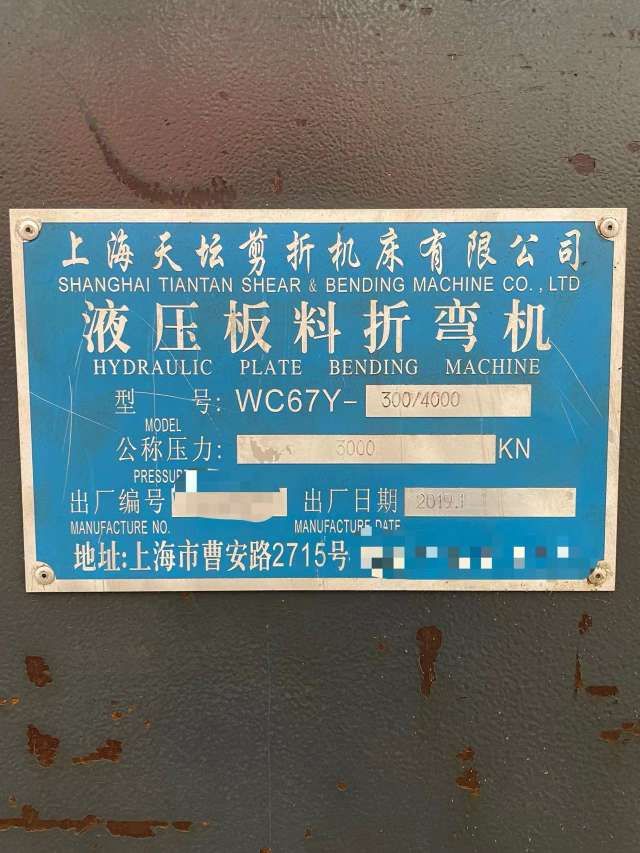 上海天坛剪折机床有限公司
SHANGHAI TIANTAN SHEAR & BENDING MACHINE CO., LTD
液压板料折弯机
HYDRAULIC PLATE BENDING MACHINE
型 号: WC67Y- 300/4000
MODEL
公称压力: 3000 KN
PRESSURE
出厂编号 出厂日期 2019.1
MANUFACTURE NO. MANUFACTURE DATE
地址:上海市曹安路2715号